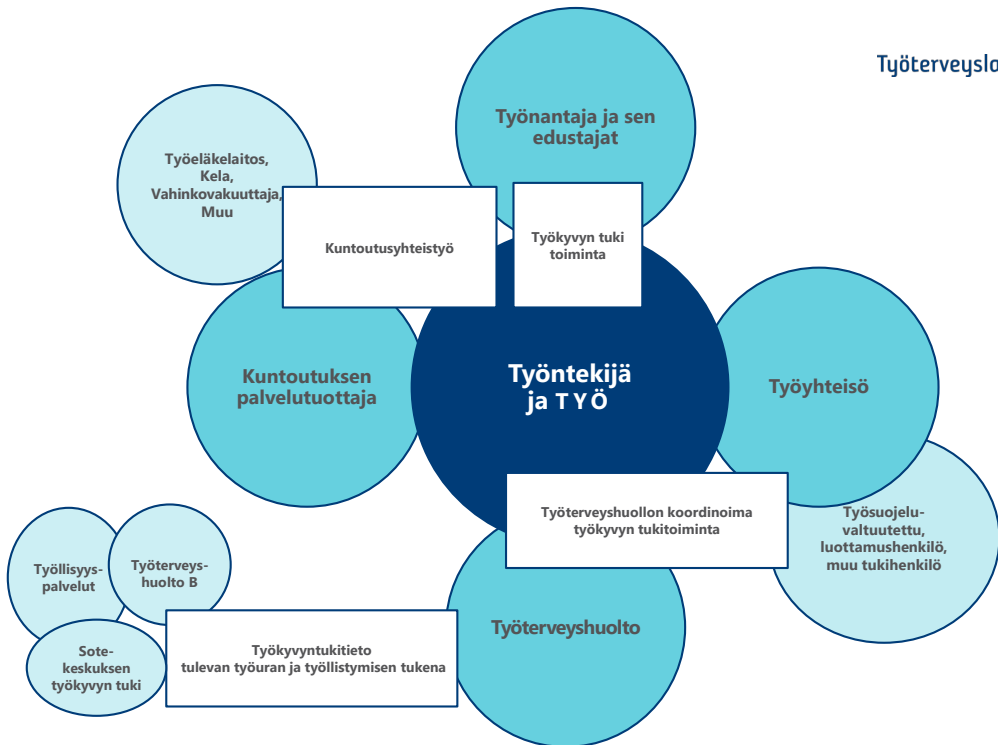 Työterveyslo
Työnantaja ja sen
edustajat
Työeläkelaitos,
Kela,
Vahinkovakuuttaja,
Muu
Kuntoutusyhteistyö
Työkyvyn tuki
toiminta
Kuntoutuksen
palvelutuottaja
Työntekijä
ja TYÖ
Työyhteisö
Työterveyshuollon koordinoima
työkyvyn tukitoiminta
Työsuojelu-
valtuutettu,
luottamushenkilö,
muu tukihenkilö
Työllisyys-
palvelut
Työterveys-
huolto B
Sote-
keskuksen
työkyvyn tuki
Työkyvyntukitieto
tulevan työuran ja työllistymisen tukena
Työterveyshuolto